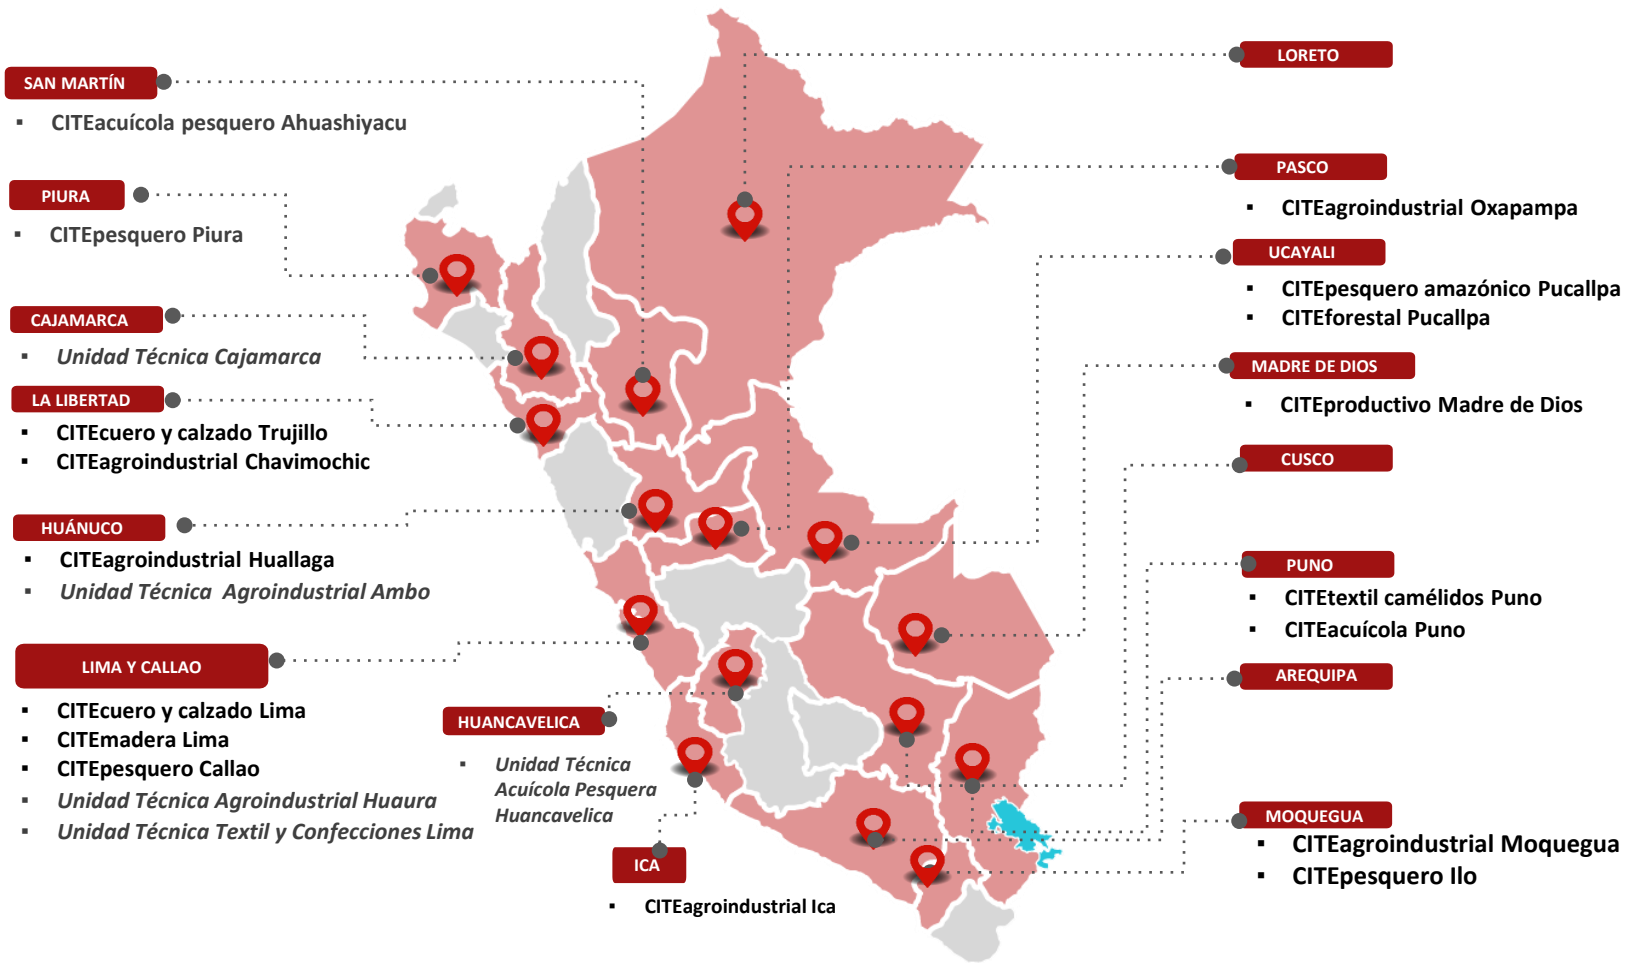 SAN MARTÍN
▪ CITEacuícola pesquero Ahuashiyacu
PIURA
▪ CITEpesquero Piura
CAJAMARCA
▪ Unidad Técnica Cajamarca
LA LIBERTAD
▪ CITEcuero y calzado Trujillo
▪ CITEagroindustrial Chavimochic
HUÁNUCO
▪ CITEagroindustrial Huallaga
▪ Unidad Técnica Agroindustrial Ambo
LIMA Y CALLAO
▪ CITEcuero y calzado Lima
▪ CITEmadera Lima
▪ CITEpesquero Callao
▪ Unidad Técnica Agroindustrial Huaura
▪ Unidad Técnica Textil y Confecciones Lima
HUANCAVELICA
▪ Unidad Técnica
Acuícola Pesquera
Huancavelica
ICA
▪ CITEagroindustrial Ica
LORETO
PASCO
▪ CITEagroindustrial Oxapampa
UCAYALI
▪ CITEpesquero amazónico Pucallpa
▪ CITEforestal Pucallpa
MADRE DE DIOS
▪ CITEproductivo Madre de Dios
CUSCO
PUNO
▪ CITEtextil camélidos Puno
▪ CITEacuícola Puno
AREQUIPA
MOQUEGUA
▪ CITEagroindustrial Moquegua
▪ CITEpesquero Ilo